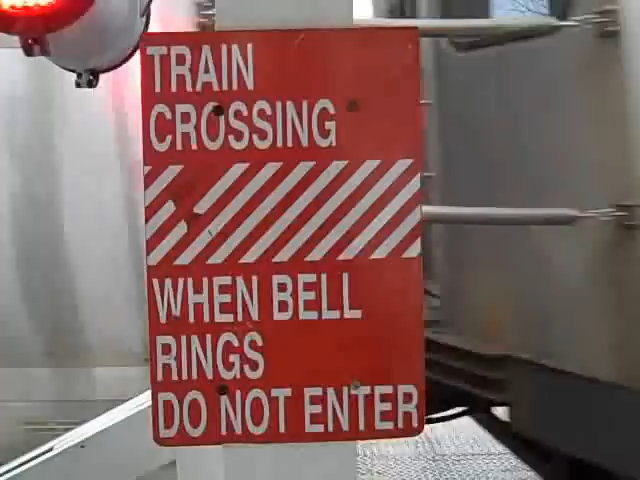 TRAIN
CROSSING
WHEN BELL
RINGS
DO NOT ENTER